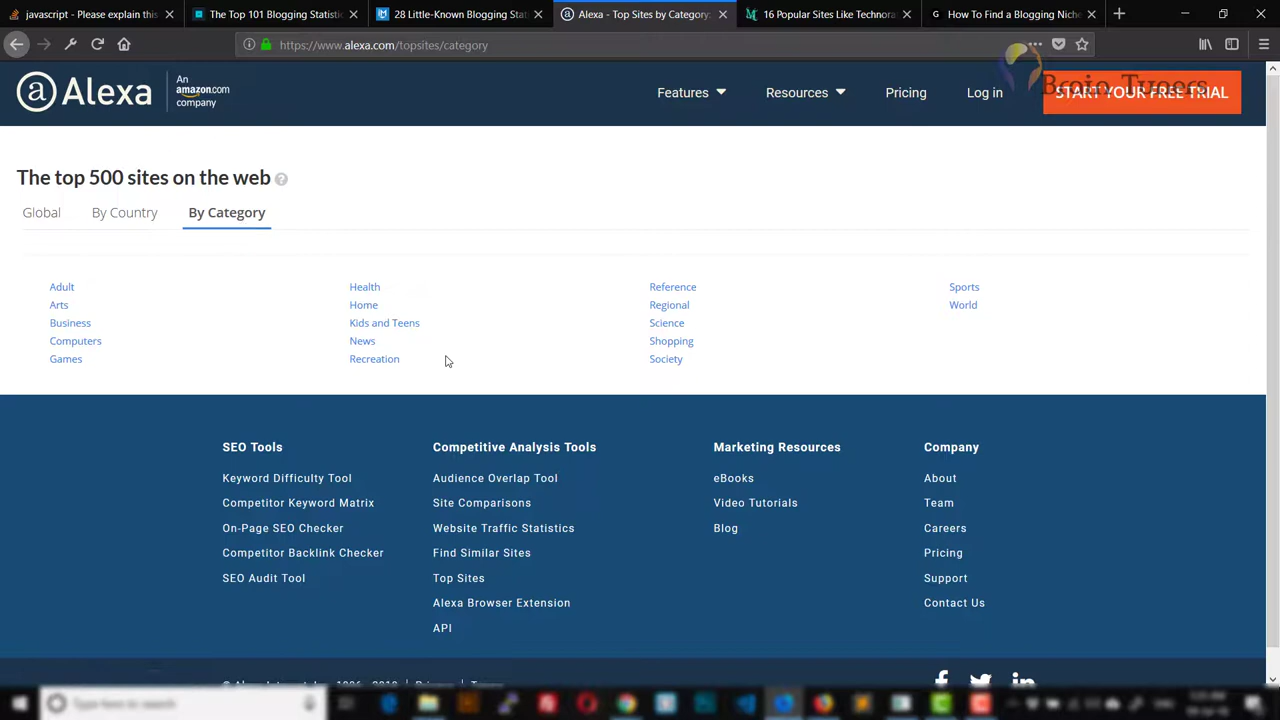 javascript - Please explain this
The Top 101 Blogging Statistic
28 Little-Known Blogging Stat
Alexa - Top Sites by Category:
16 Popular Sites Like Technora
How To Find a Blogging Niche
https://www.alexa.com/topsites/category
Alexa
An
amazon.com
company
Features
Resources
Pricing
Log in
START YOUR FREE TRIAL
The top 500 sites on the web
Global
By Country
By Category
Adult
Health
Reference
Sports
Arts
Home
Regional
World
Business
Kids and Teens
Science
Computers
News
Shopping
Games
Recreation
Society
SEO Tools
Competitive Analysis Tools
Marketing Resources
Company
Keyword Difficulty Tool
Audience Overlap Tool
eBooks
About
Competitor Keyword Matrix
Site Comparisons
Video Tutorials
Team
On-Page SEO Checker
Website Traffic Statistics
Blog
Careers
Competitor Backlink Checker
Find Similar Sites
Pricing
SEO Audit Tool
Top Sites
Support
Alexa Browser Extension
Contact Us
API
Type here to search